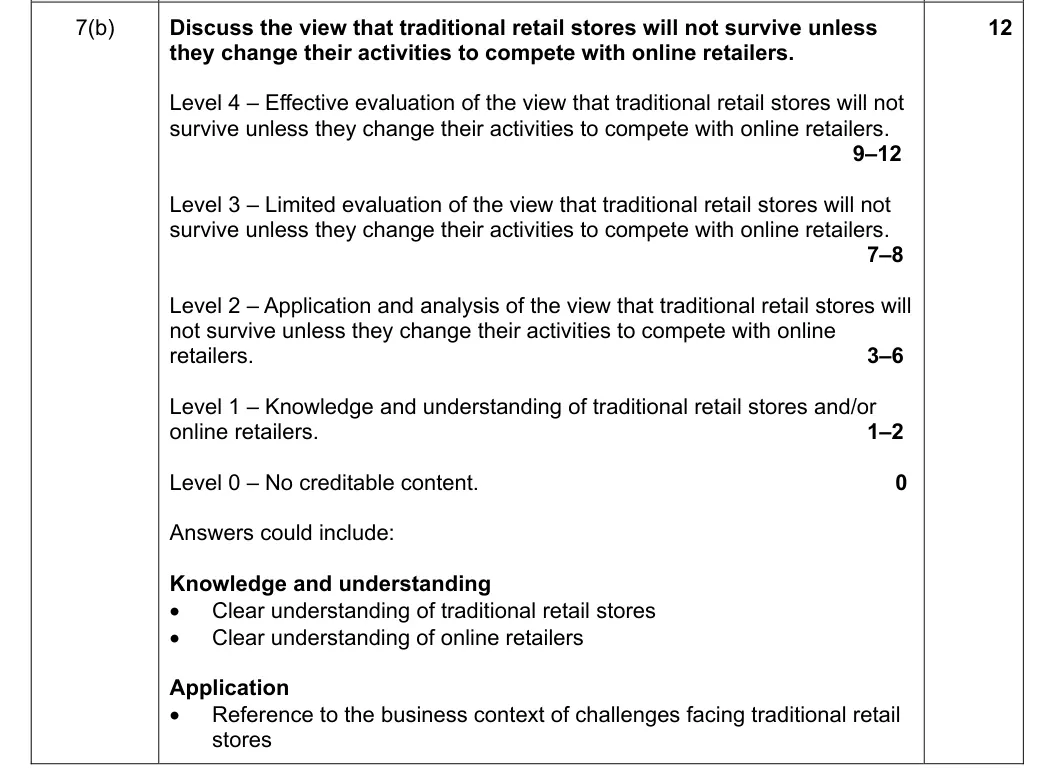 7(b) Discuss the view that traditional retail stores will not survive unless 12
they change their activities to compete with online retailers.
Level 4 – Effective evaluation of the view that traditional retail stores will not
survive unless they change their activities to compete with online retailers.
9–12
Level 3 – Limited evaluation of the view that traditional retail stores will not
survive unless they change their activities to compete with online retailers.
7–8
Level 2 – Application and analysis of the view that traditional retail stores will
not survive unless they change their activities to compete with online
retailers. 3–6
Level 1 – Knowledge and understanding of traditional retail stores and/or
online retailers. 1–2
Level 0 – No creditable content. 0
Answers could include:
Knowledge and understanding
• Clear understanding of traditional retail stores
• Clear understanding of online retailers
Application
• Reference to the business context of challenges facing traditional retail
stores